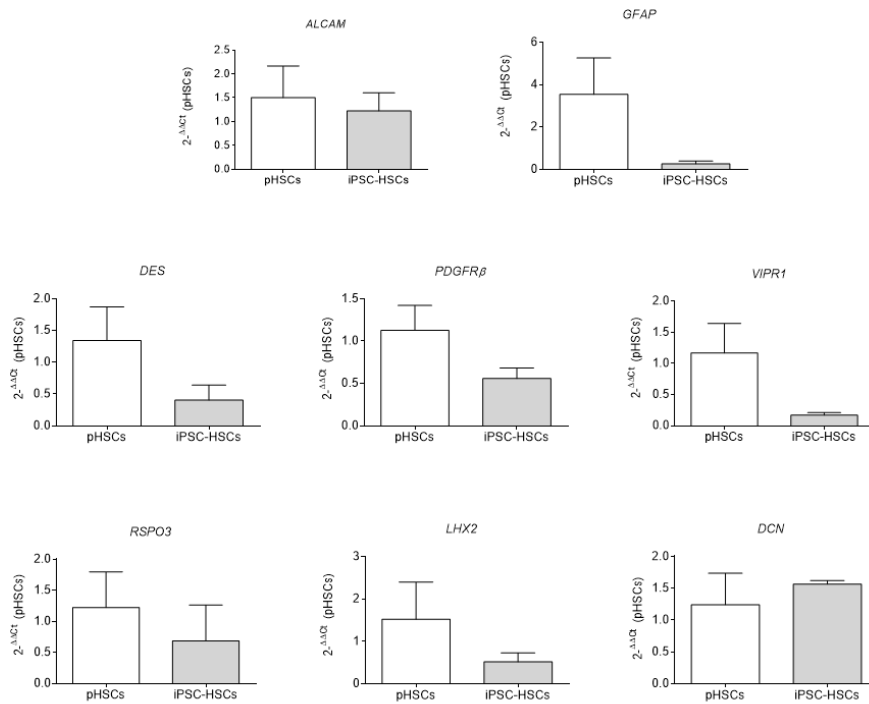 ALCAM
2-ΔΔCt (pHSCs)
2.5
2.0
1.5
1.0
0.5
0.0
pHSCs iPSC-HSCs
GFAP
2-ΔΔCt (pHSCs)
6
4
2
0
pHSCs iPSC-HSCs
DES
2-ΔΔCt (pHSCs)
2.0
1.5
1.0
0.5
0.0
pHSCs iPSC-HSCs
PDGFRβ
2-ΔΔCt (pHSCs)
1.5
1.0
0.5
0.0
pHSCs iPSC-HSCs
VIPR1
2-ΔΔCt (pHSCs)
2.0
1.5
1.0
0.5
0.0
pHSCs iPSC-HSCs
RSPO3
2-ΔΔCt (pHSCs)
2.0
1.5
1.0
0.5
0.0
pHSCs iPSC-HSCs
LHX2
2-ΔΔCt (pHSCs)
3
2
1
0
pHSCs iPSC-HSCs
DCN
2-ΔΔCt (pHSCs)
2.0
1.5
1.0
0.5
0.0
pHSCs iPSC-HSCs